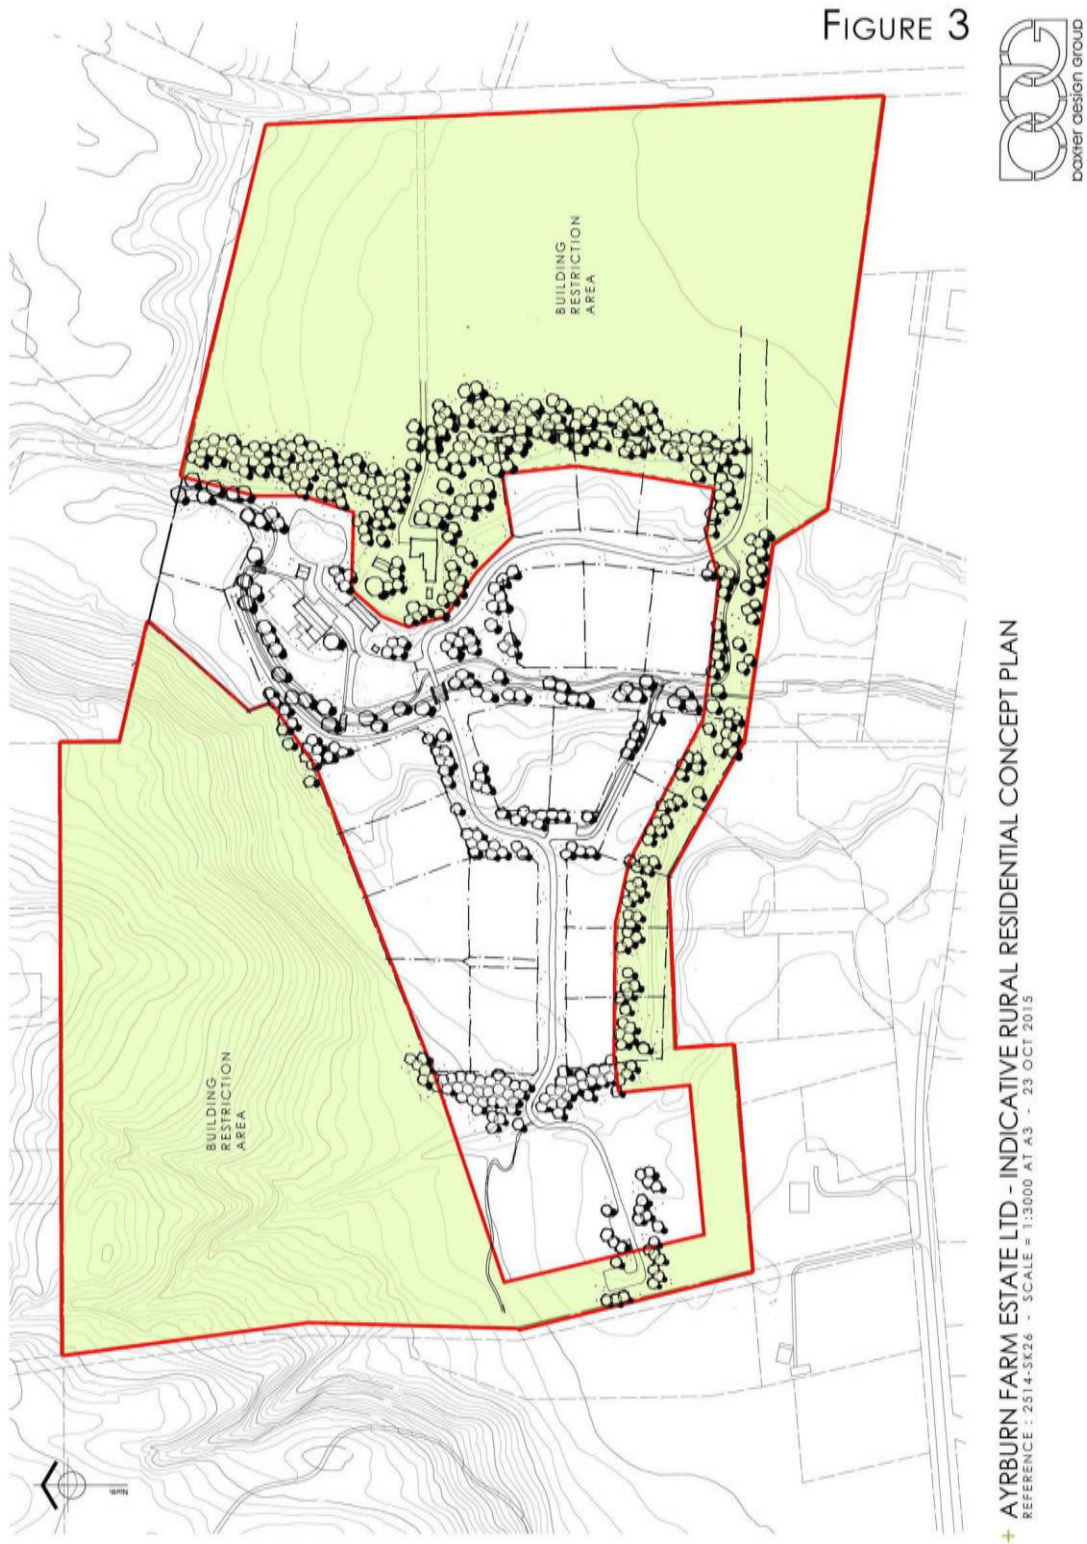 FIGURE 3
baxter design group
BUILDING
RESTRICTION
AREA
BUILDING
RESTRICTION
AREA
North
+ AYRBURN FARM ESTATE LTD - INDICATIVE RURAL RESIDENTIAL CONCEPT PLAN
REFERENCE : 2514-SK26 - SCALE = 1:3000 AT A3 - 23 OCT 2015